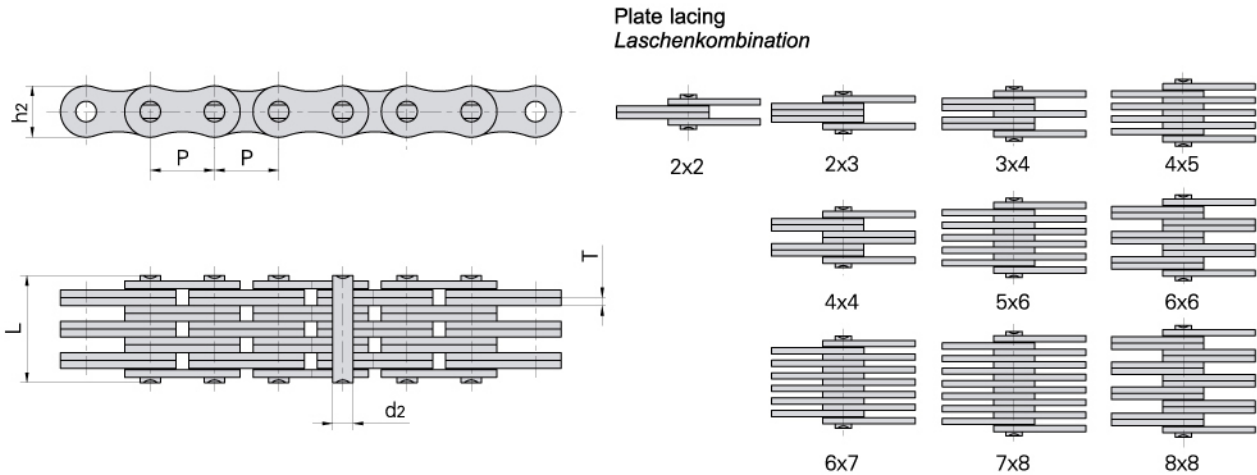 Plate lacing
Laschenkombination
h2
P P
2x2 2x3 3x4 4x5
T
L
4x4 5x6 6x6
d2
6x7 7x8 8x8